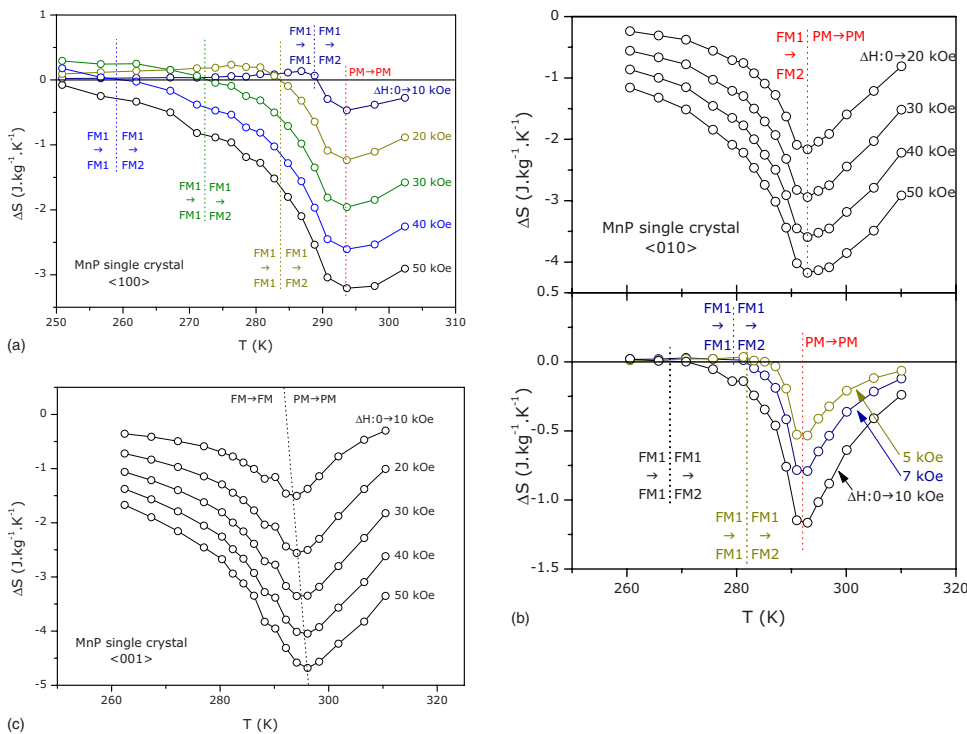 1
0
-1
-2
-3
250
260
270
280
290
300
310
ΔS (J.kg⁻¹.K⁻¹)
T (K)
FM1 FM1
→ →
FM1 FM2
FM1 FM1
→ →
FM1 FM2
FM1 FM1
→ →
FM1 FM2
FM1 FM1
→ →
FM1 FM2
PM→PM
ΔH:0→10 kOe
20 kOe
30 kOe
40 kOe
50 kOe
MnP single crystal
<100>
(a)
0
-1
-2
-3
-4
ΔS (J.kg⁻¹.K⁻¹)
FM1
→
FM2
PM→PM
ΔH:0→20 kOe
30 kOe
40 kOe
50 kOe
MnP single crystal
<010>
0.5
0.0
-0.5
-1.0
-1.5
ΔS (J.kg⁻¹.K⁻¹)
FM1 FM1
→ →
FM1 FM2
PM→PM
FM1 FM1
→ →
FM1 FM2
FM1 FM1
→ →
FM1 FM2
5 kOe
7 kOe
ΔH:0→10 kOe
260
280
300
320
T (K)
(b)
0
-1
-2
-3
-4
-5
ΔS (J.kg⁻¹.K⁻¹)
FM→FM PM→PM
ΔH:0→10 kOe
20 kOe
30 kOe
40 kOe
50 kOe
MnP single crystal
<001>
260
280
300
320
T (K)
(c)